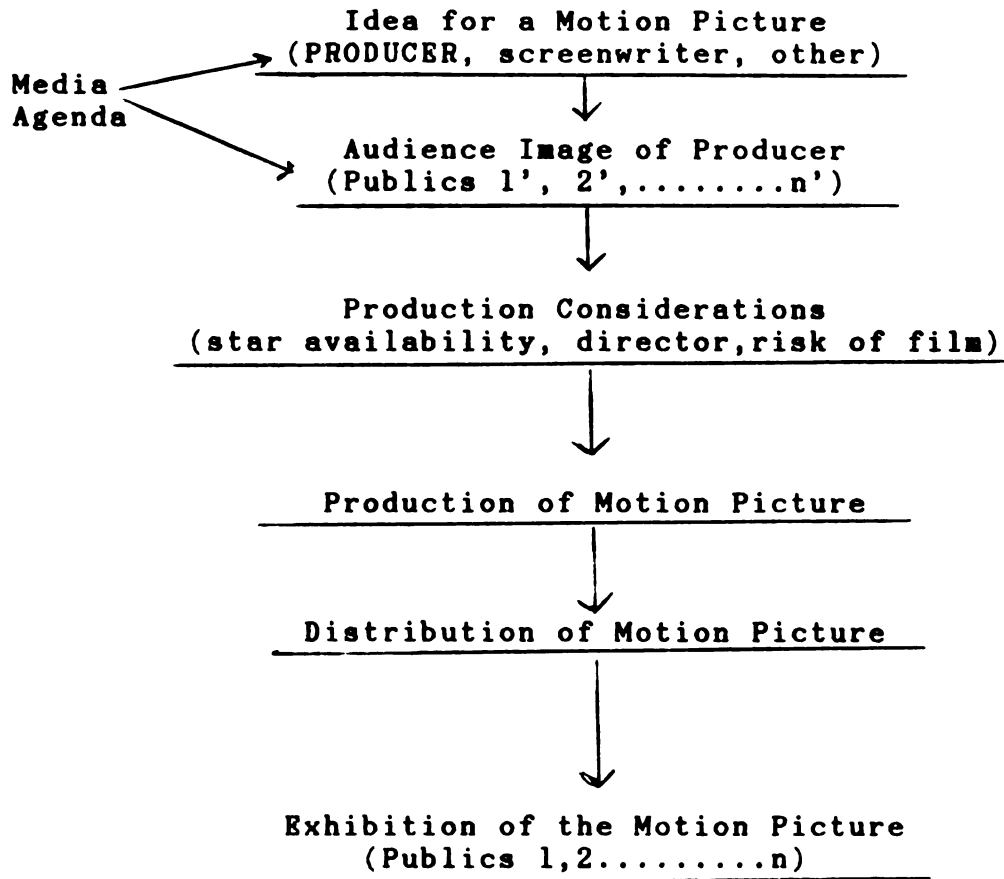 Idea for a Motion Picture
(PRODUCER, screenwriter, other)
Media
Agenda
Audience Image of Producer
(Publics 1', 2',........n')
Production Considerations
(star availability, director,risk of film)
Production of Motion Picture
Distribution of Motion Picture
Exhibition of the Motion Picture
(Publics 1,2.........n)